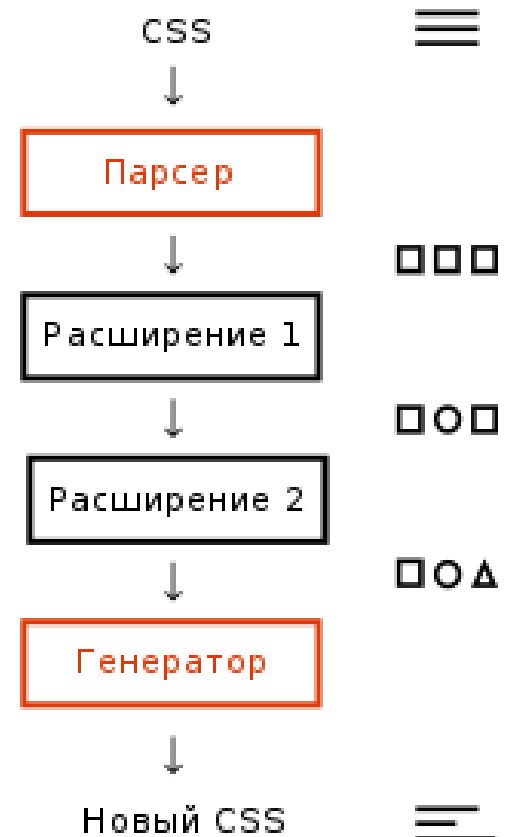 CSS
Парсер
Расширение 1
Расширение 2
Генератор
Новый CSS